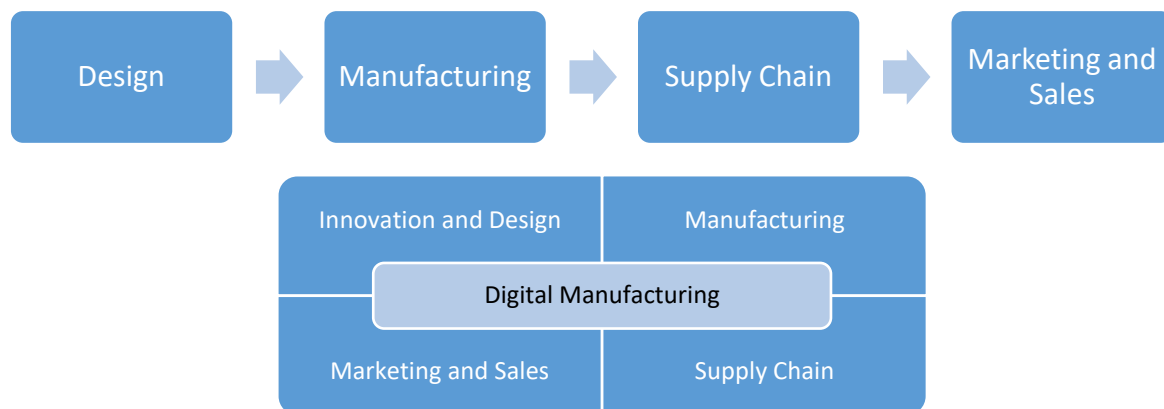 Design
Manufacturing
Supply Chain
Marketing and
Sales
Innovation and Design
Manufacturing
Digital Manufacturing
Marketing and Sales
Supply Chain